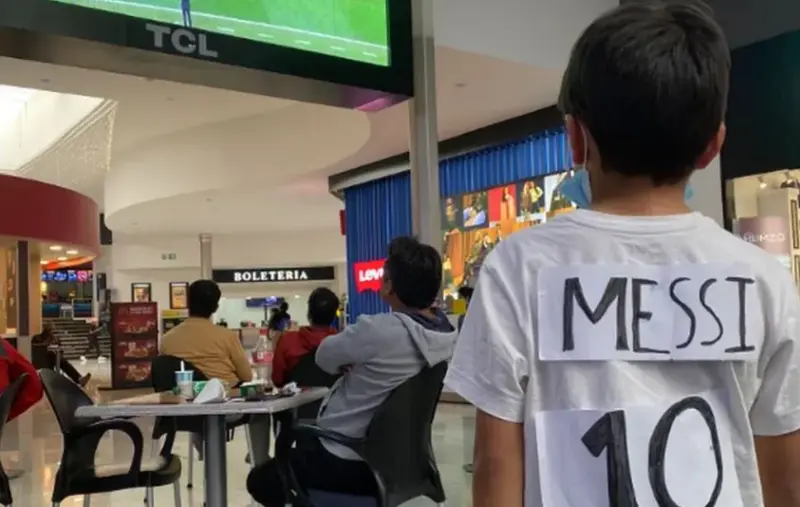 TCL
BOLETERIA
Levi's
MESSI
10